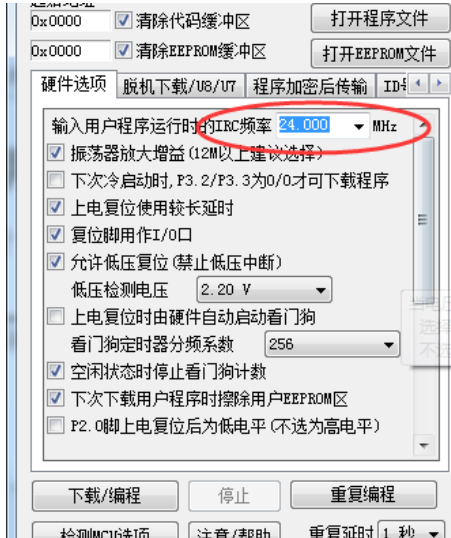 0x0000 清除代码缓冲区 打开程序文件
0x0000 清除EEPROM缓冲区 打开EEPROM文件
硬件选项 脱机下载/U8/U7 程序加密后传输
输入用户程序运行时的IRC频率 24.000 MHz
振荡器放大增益(12M以上建议选择)
下次冷启动时,P3.2/P3.3为0/0才可下载程序
上电复位使用较长延时
复位脚用作I/O口
允许低压复位(禁止低压中断)
低压检测电压 2.20 V
上电复位时由硬件自动启动看门狗
看门狗定时器分频系数 256
空闲状态时停止看门狗计数
下次下载用户程序时擦除用户EEPROM区
P2.0脚上电复位后为低电平(不选为高电平)
下载/编程 停止 重复编程
检测MCU选项 注意/帮助 重复延时 1 秒